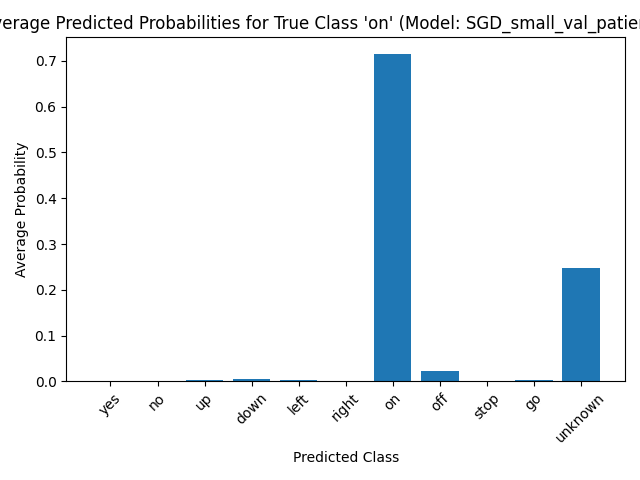 verage Predicted Probabilities for True Class 'on' (Model: SGD_small_val_patien
0.7
0.6
0.5
0.4
0.3
0.2
0.1
0.0
Average Probability
yes
no
up
down
left
right
on
off
stop
go
unknown
Predicted Class